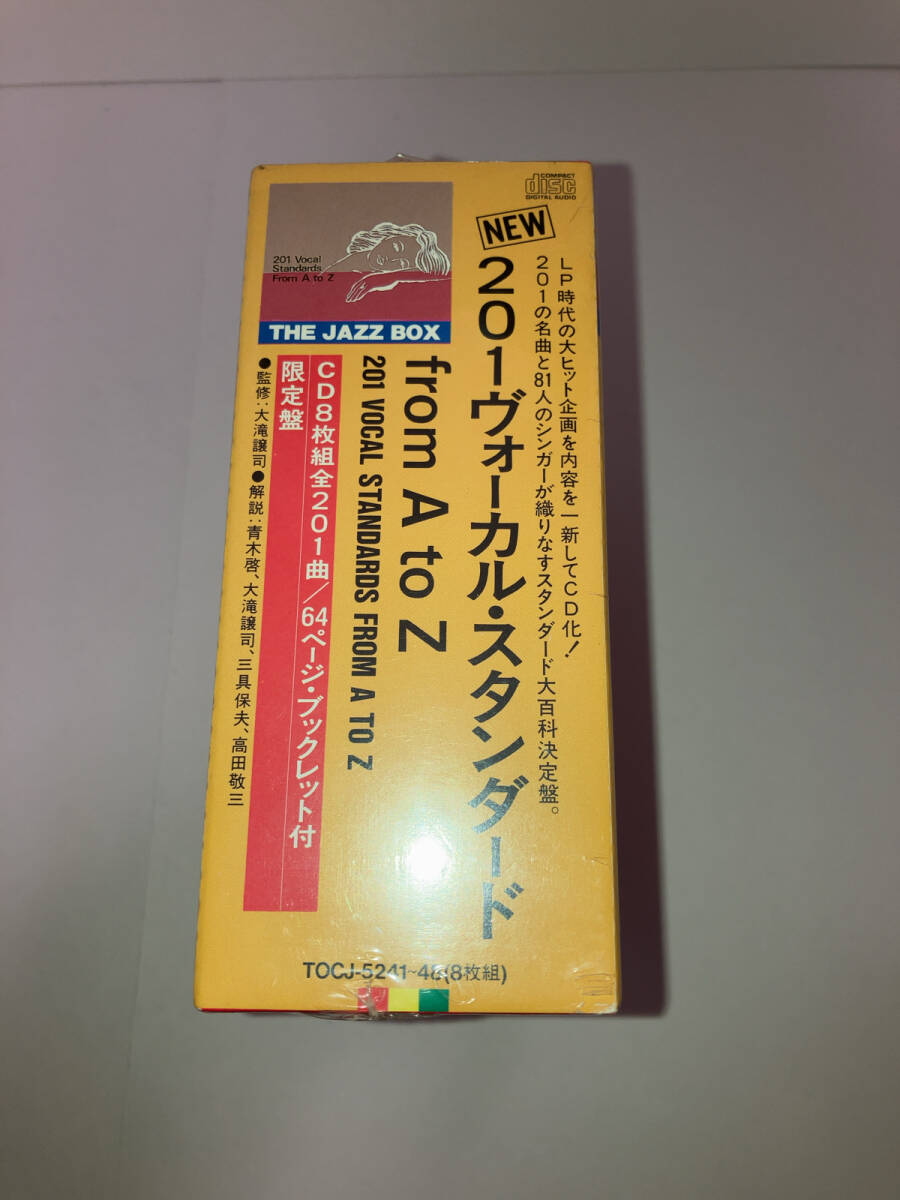 COMPACT
disc
DIGITAL AUDIO
NEW
LP時代の大ヒット企画を内容を一新してCD化!
201の名曲と81人のシンガーが織りなすスタンダード大百科決定盤。
201ヴォーカル・スタンダード
from A to Z
201 VOCAL STANDARDS FROM A TO Z
201 Vocal
Standards
From A to Z
THE JAZZ BOX
CD8枚組全201曲/64ページ・ブックレット付
限定盤
●監修:大滝譲司●解説:青木啓、大滝譲司、三具保夫、高田敬三
TOCJ-5241~48(8枚組)